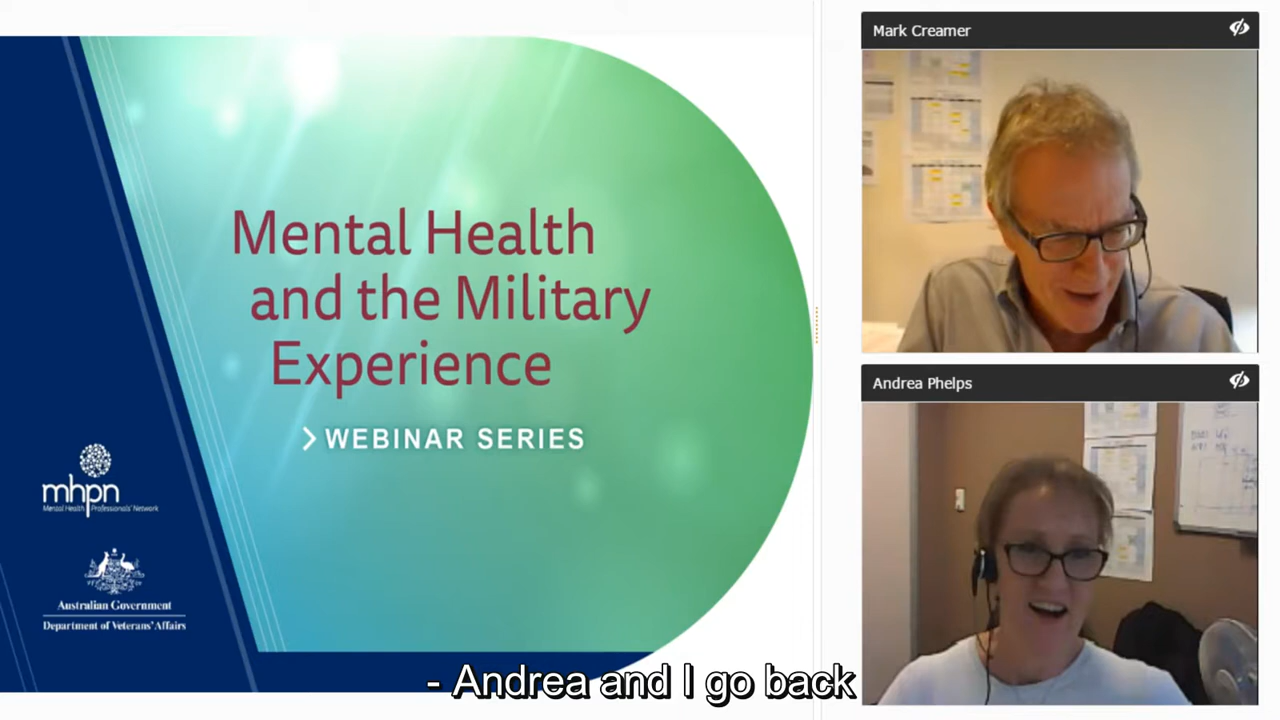 Mental Health
and the Military
Experience
WEBINAR SERIES
mhpn
Mental Health Professionals' Network
Australian Government
Department of Veterans' Affairs
Mark Creamer
Andrea Phelps
- Andrea and I go back